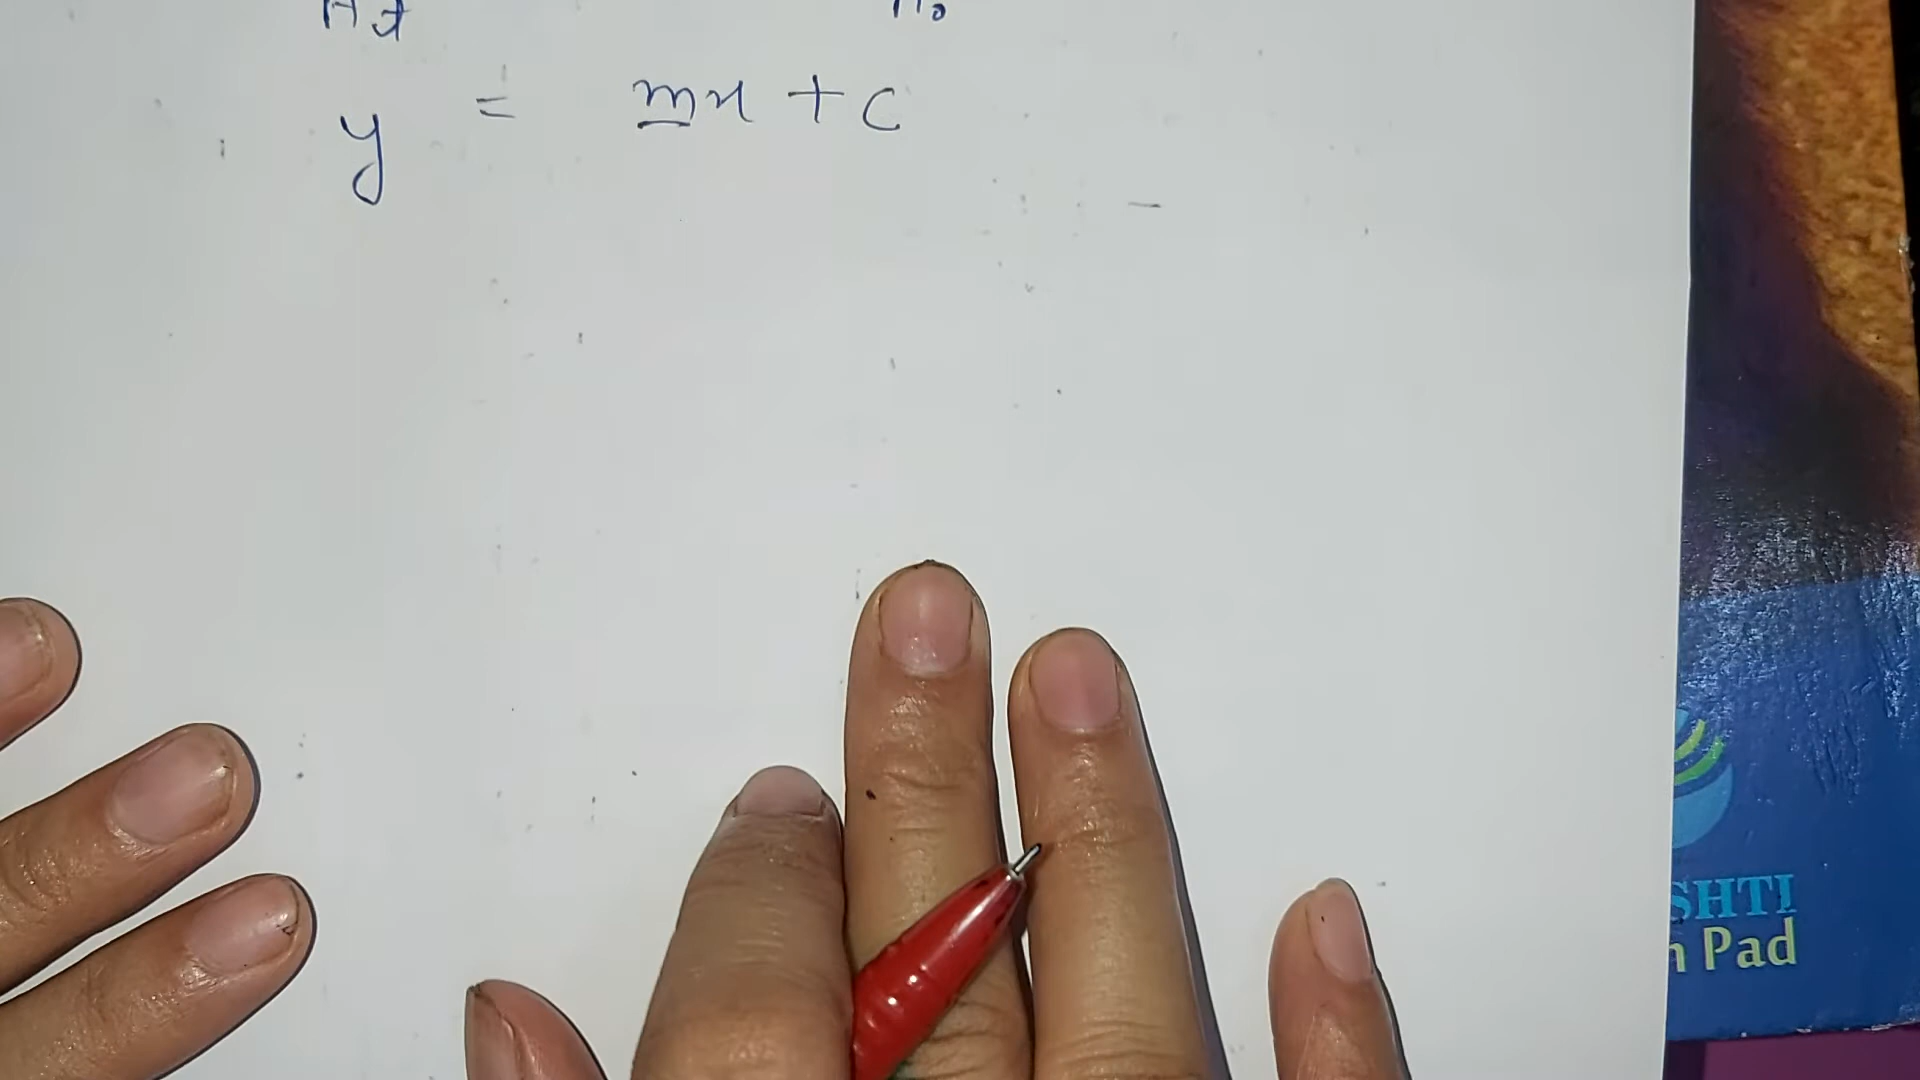 y = mx + c
SHTI
Pad